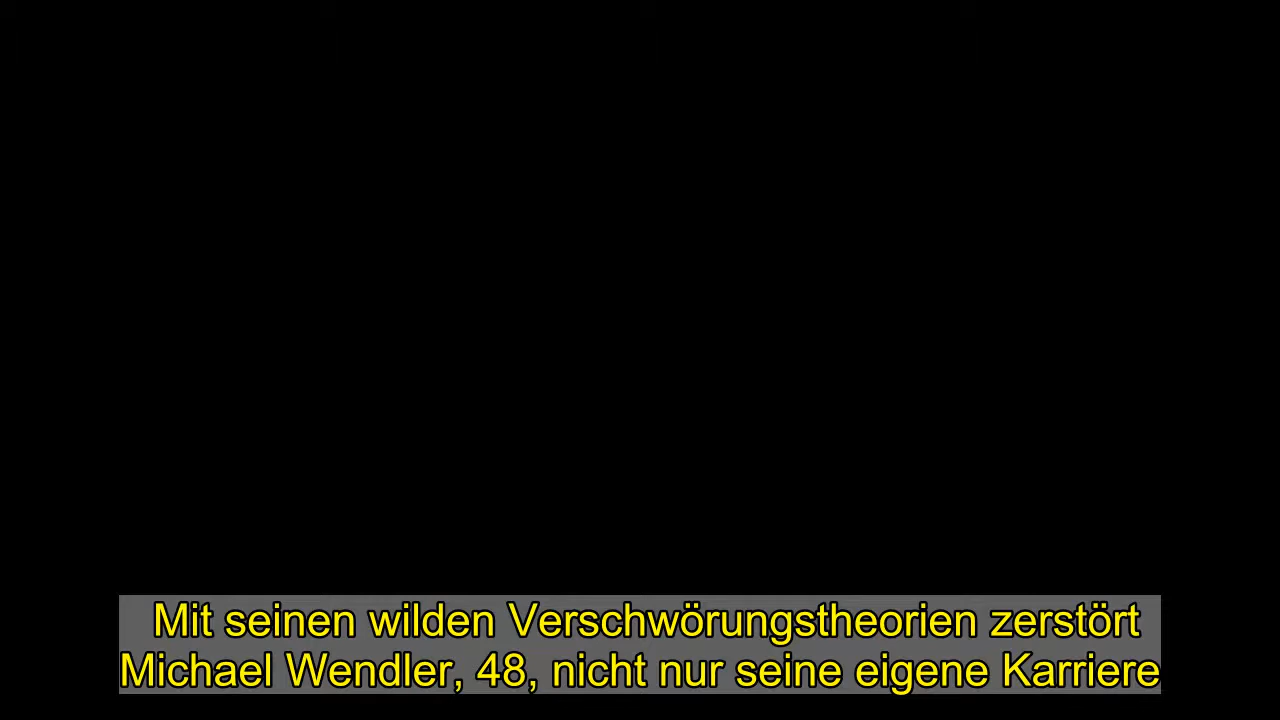 Mit seinen wilden Verschwörungstheorien zerstört
Michael Wendler, 48, nicht nur seine eigene Karriere